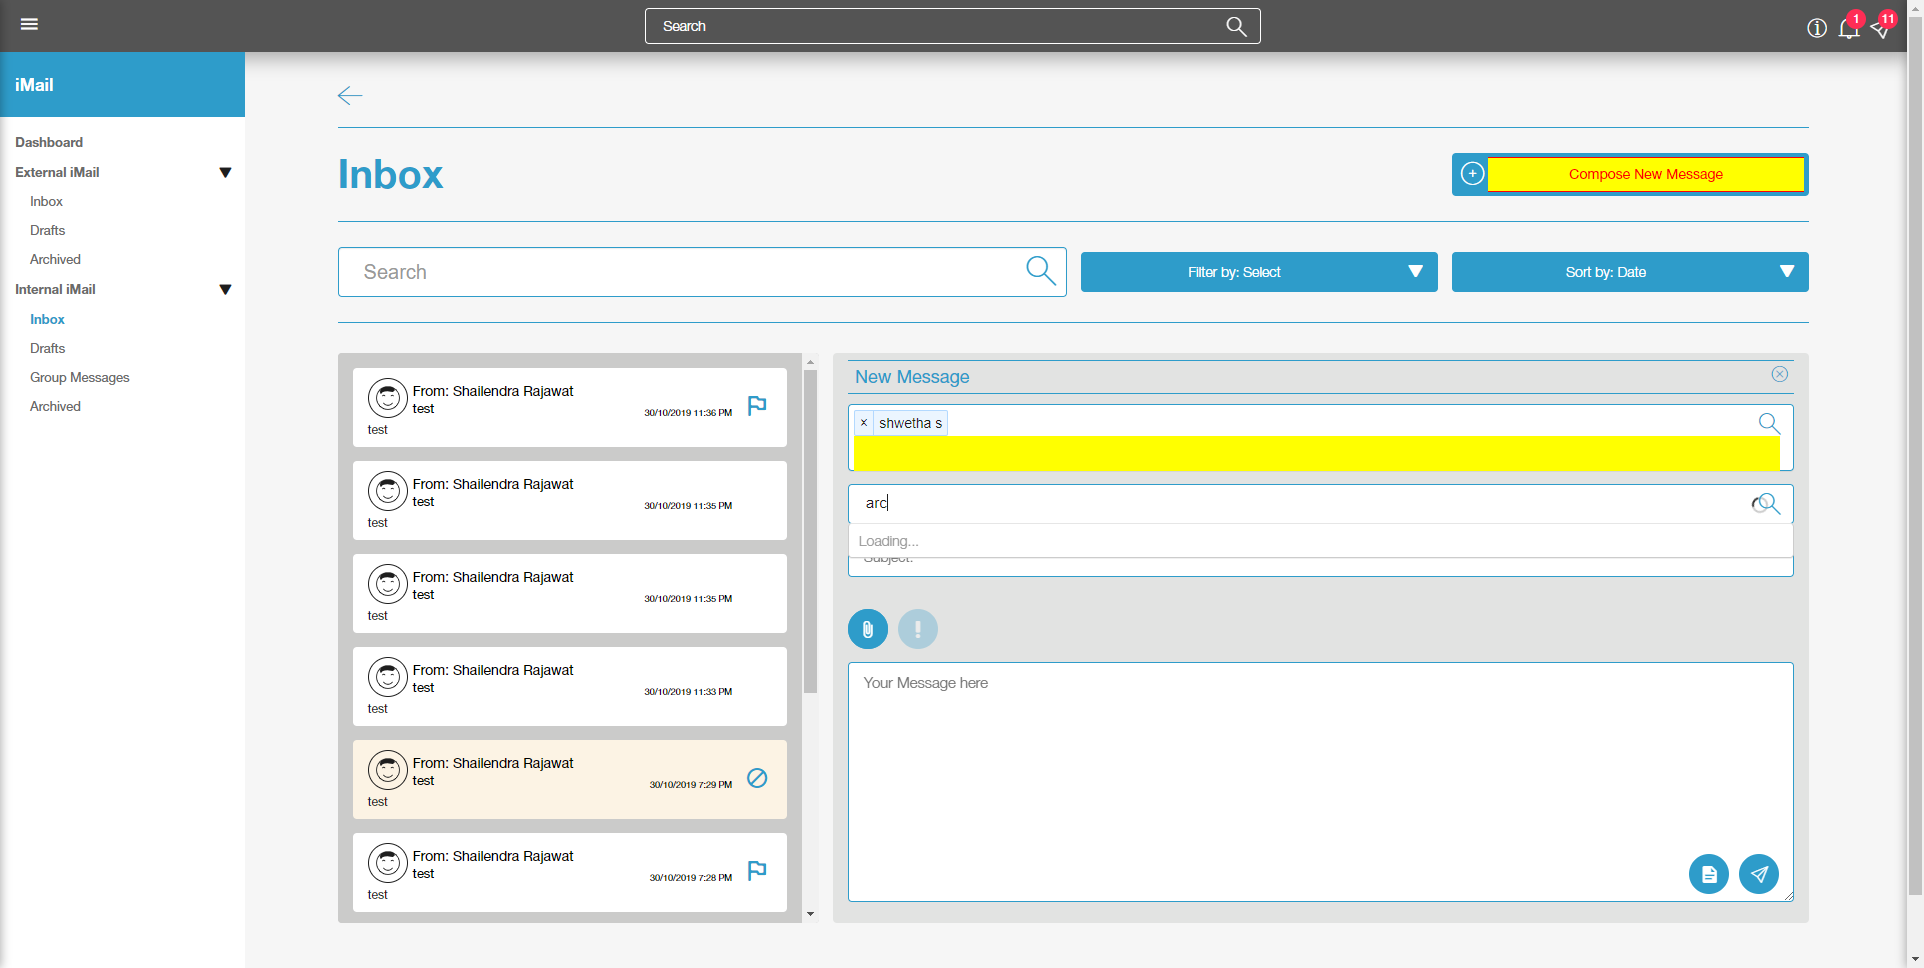 Search
1
11
iMail
Dashboard
External iMail
Inbox
Drafts
Archived
Internal iMail
Inbox
Drafts
Group Messages
Archived
Inbox
Compose New Message
Search
Filter by: Select
Sort by: Date
From: Shailendra Rajawat
test
30/10/2019 11:36 PM
test
From: Shailendra Rajawat
test
30/10/2019 11:35 PM
test
From: Shailendra Rajawat
test
30/10/2019 11:35 PM
test
From: Shailendra Rajawat
test
30/10/2019 11:33 PM
test
From: Shailendra Rajawat
test
30/10/2019 7:29 PM
test
From: Shailendra Rajawat
test
30/10/2019 7:28 PM
test
New Message
× shwetha s
arc
Loading...
Subject:
Your Message here